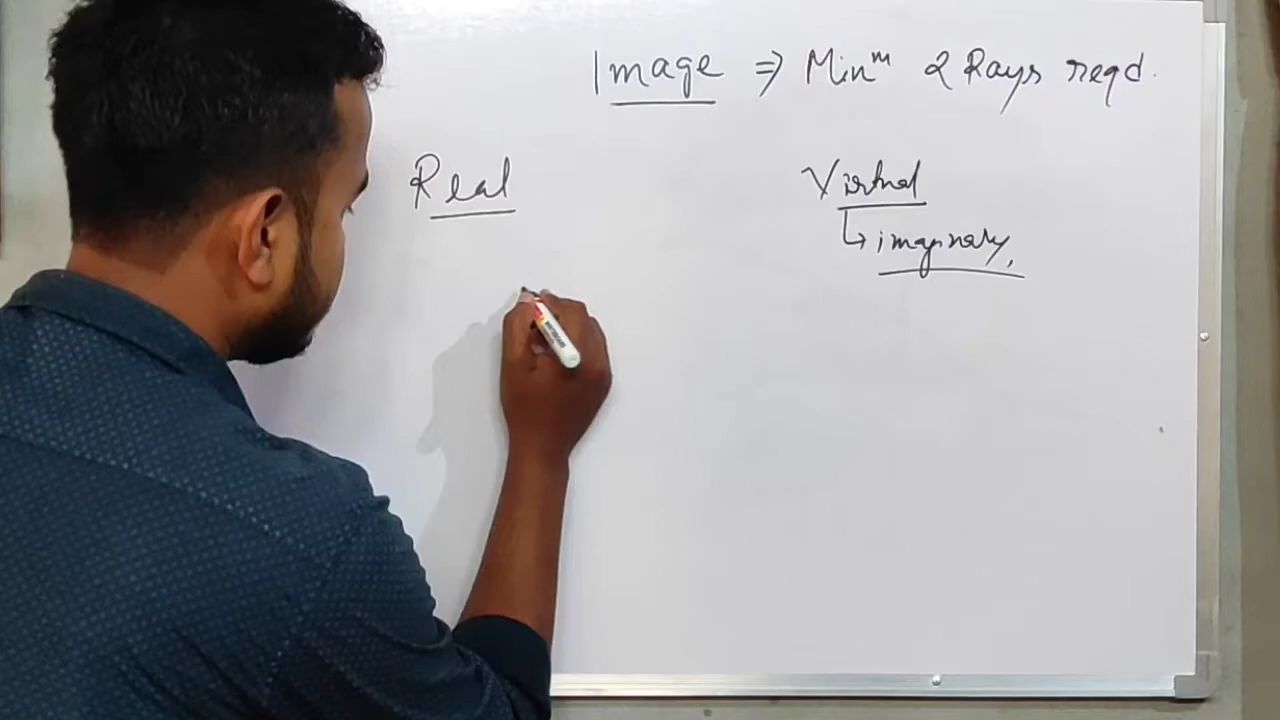 Image ⇒ Minᵐ 2 Rays reqd.
Real
Virtual
↳ imaginary,